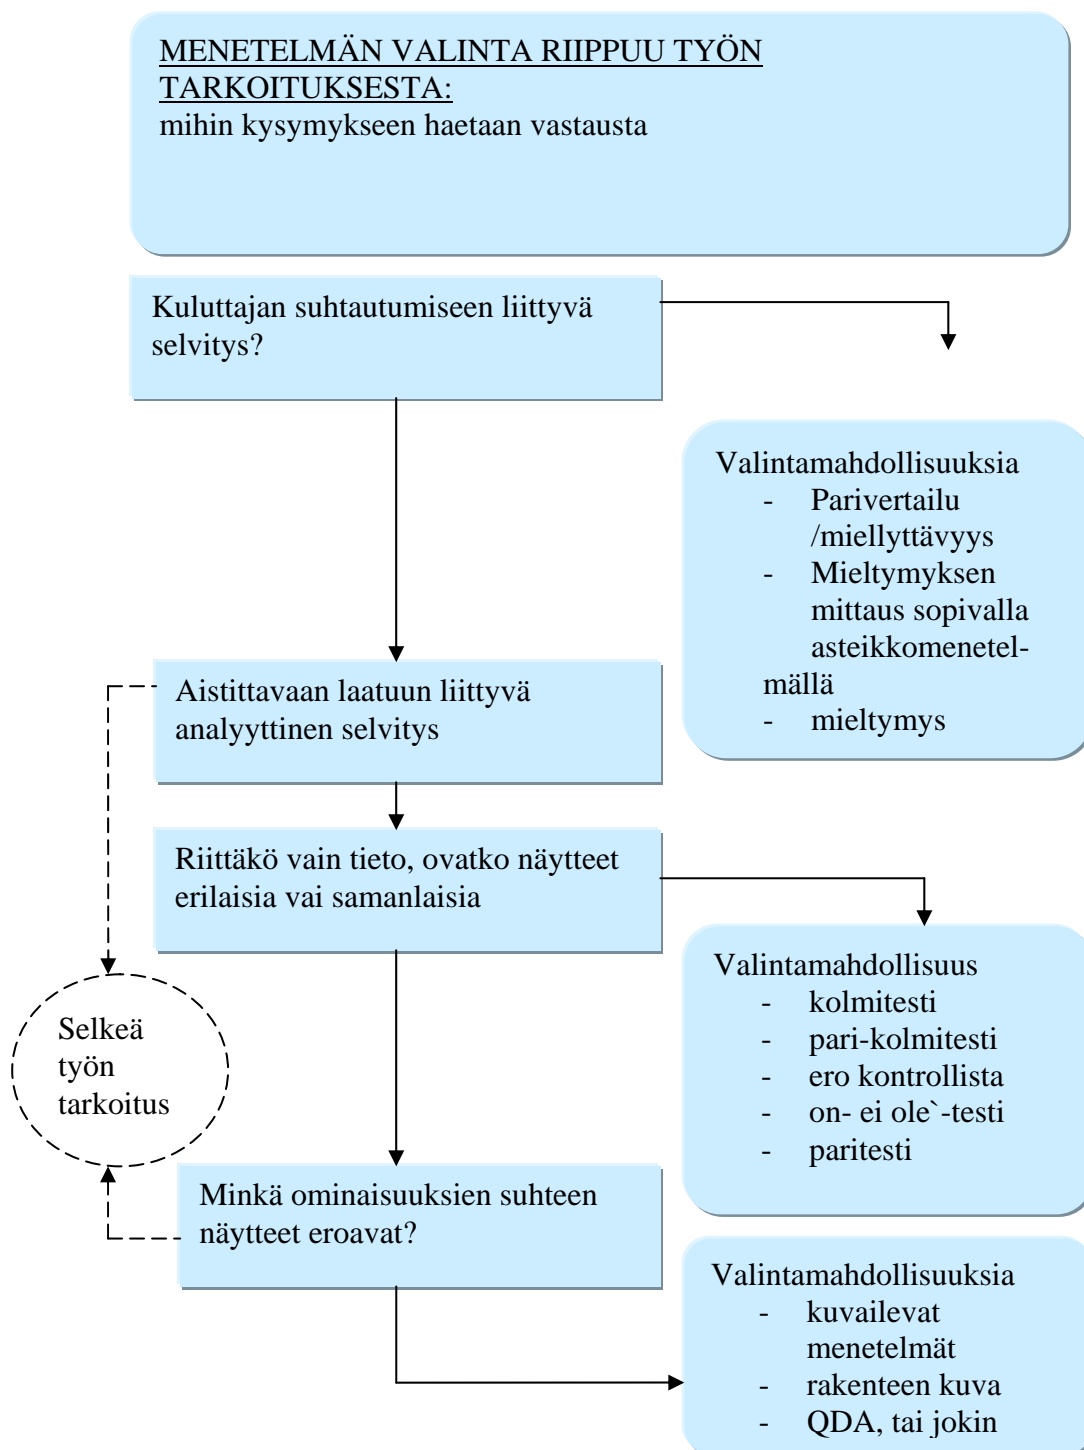 MENETELMÄN VALINTA RIIPPUU TYÖN
TARKOITUKSESTA:
mihin kysymykseen haetaan vastausta
Kuluttajan suhtautumiseen liittyvä
selvitys?
Valintamahdollisuuksia
- Parivertailu
/miellyttävyys
- Mieltymyksen
mittaus sopivalla
asteikkomenetel-
mällä
- mieltymys
Aistittavaan laatuun liittyvä
analyyttinen selvitys
Riittäkö vain tieto, ovatko näytteet
erilaisia vai samanlaisia
Valintamahdollisuus
- kolmitesti
- pari-kolmitesti
- ero kontrollista
- on- ei ole`-testi
- paritesti
Selkeä
työn
tarkoitus
Minkä ominaisuuksien suhteen
näytteet eroavat?
Valintamahdollisuuksia
- kuvailevat
menetelmät
- rakenteen kuva
- QDA, tai jokin